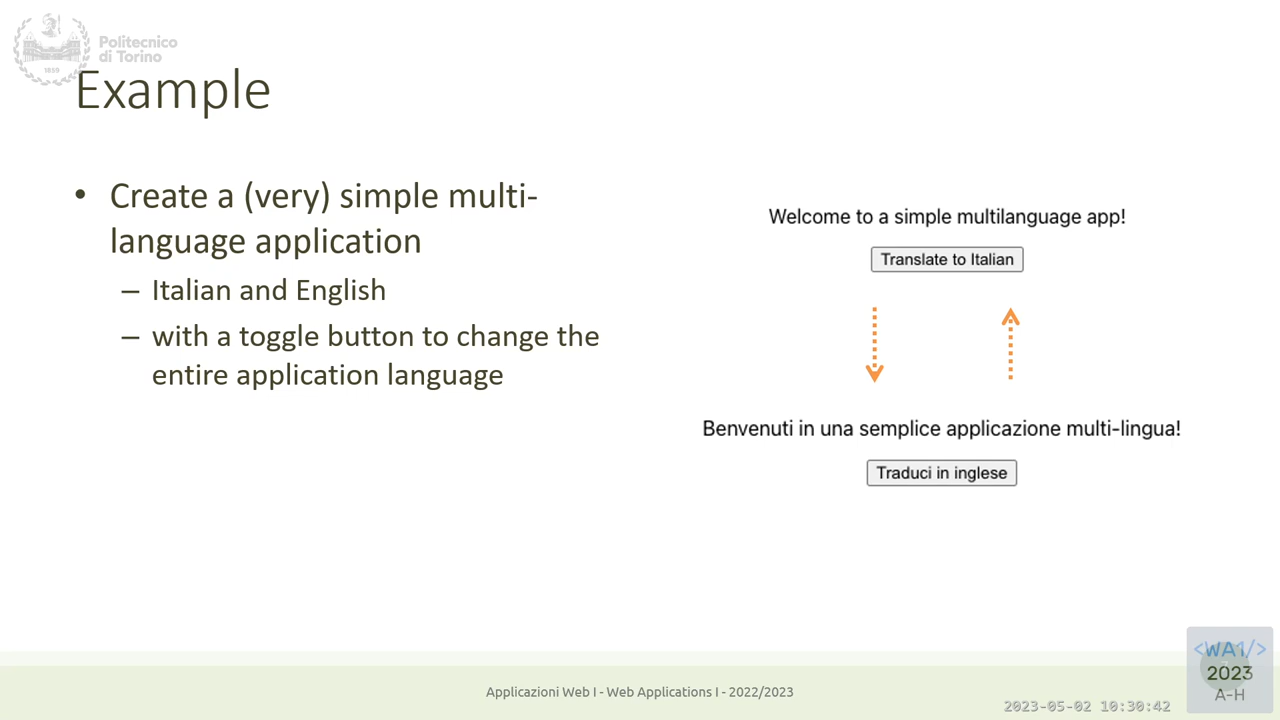 Politecnico
di Torino
1859
Example
• Create a (very) simple multi-
language application
– Italian and English
– with a toggle button to change the
entire application language
Welcome to a simple multilanguage app!
Translate to Italian
Benvenuti in una semplice applicazione multi-lingua!
Traduci in inglese
Applicazioni Web I - Web Applications I - 2022/2023
<WA1/>
2023
A-H
2023-05-02 10:30:42